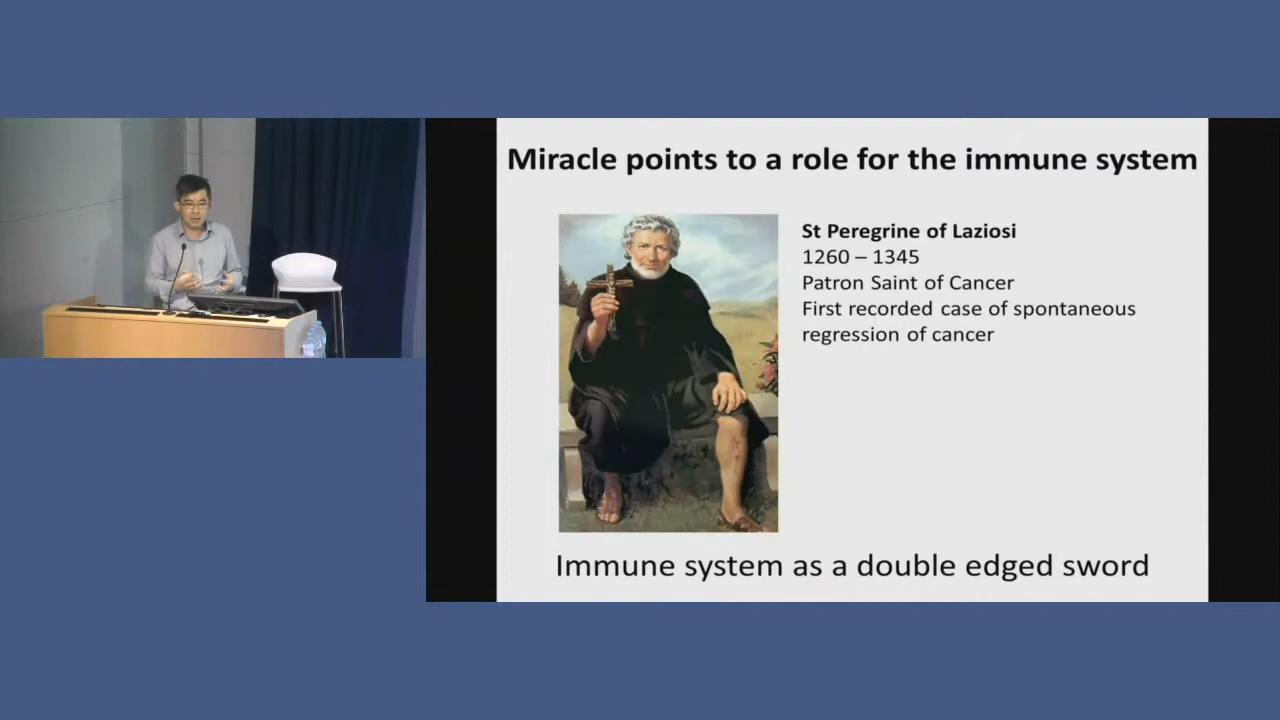 Miracle points to a role for the immune system
St Peregrine of Laziosi
1260 – 1345
Patron Saint of Cancer
First recorded case of spontaneous
regression of cancer
Immune system as a double edged sword